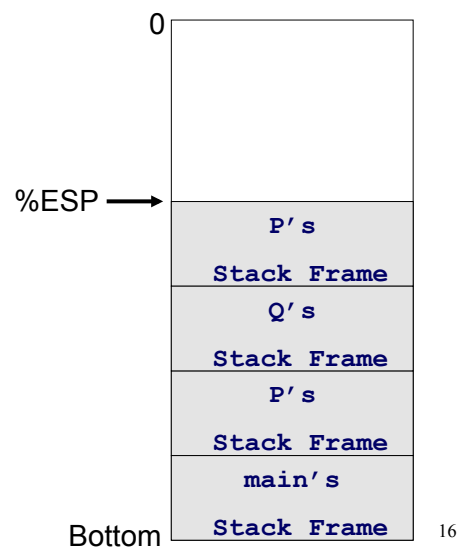 0
%ESP
P’s
Stack Frame
Q’s
Stack Frame
P’s
Stack Frame
main’s
Stack Frame
Bottom
16